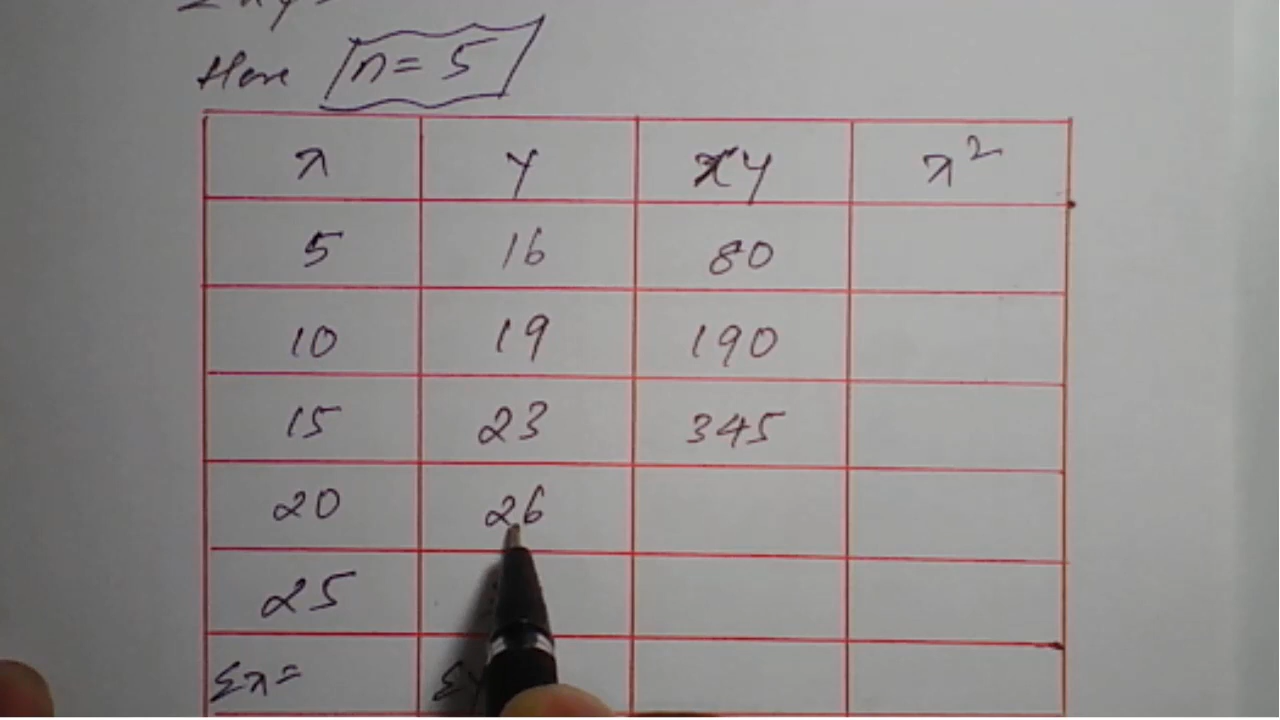 Here n = 5
x y xy x²
5 16 80
10 19 190
15 23 345
20 26
25
Σx=